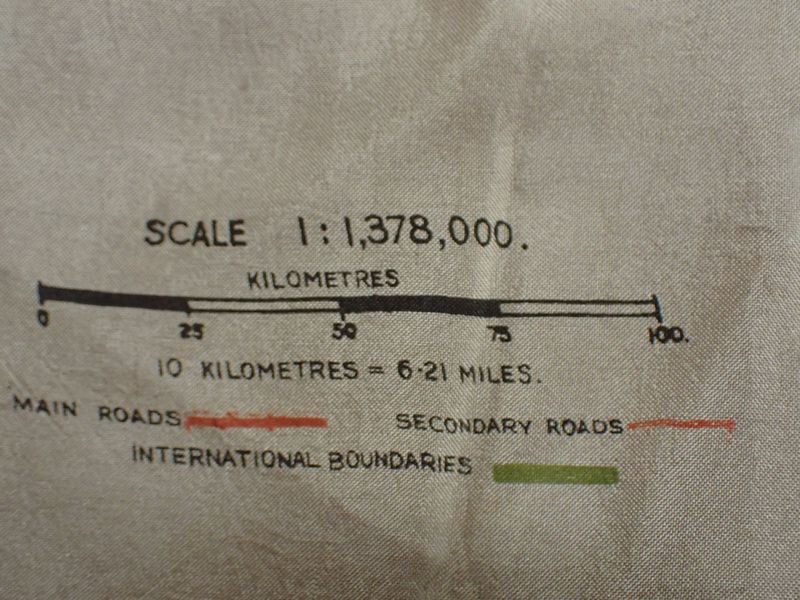 SCALE 1:1,378,000.
KILOMETRES
0 25 50 75 100.
10 KILOMETRES = 6·21 MILES.
MAIN ROADS SECONDARY ROADS
INTERNATIONAL BOUNDARIES